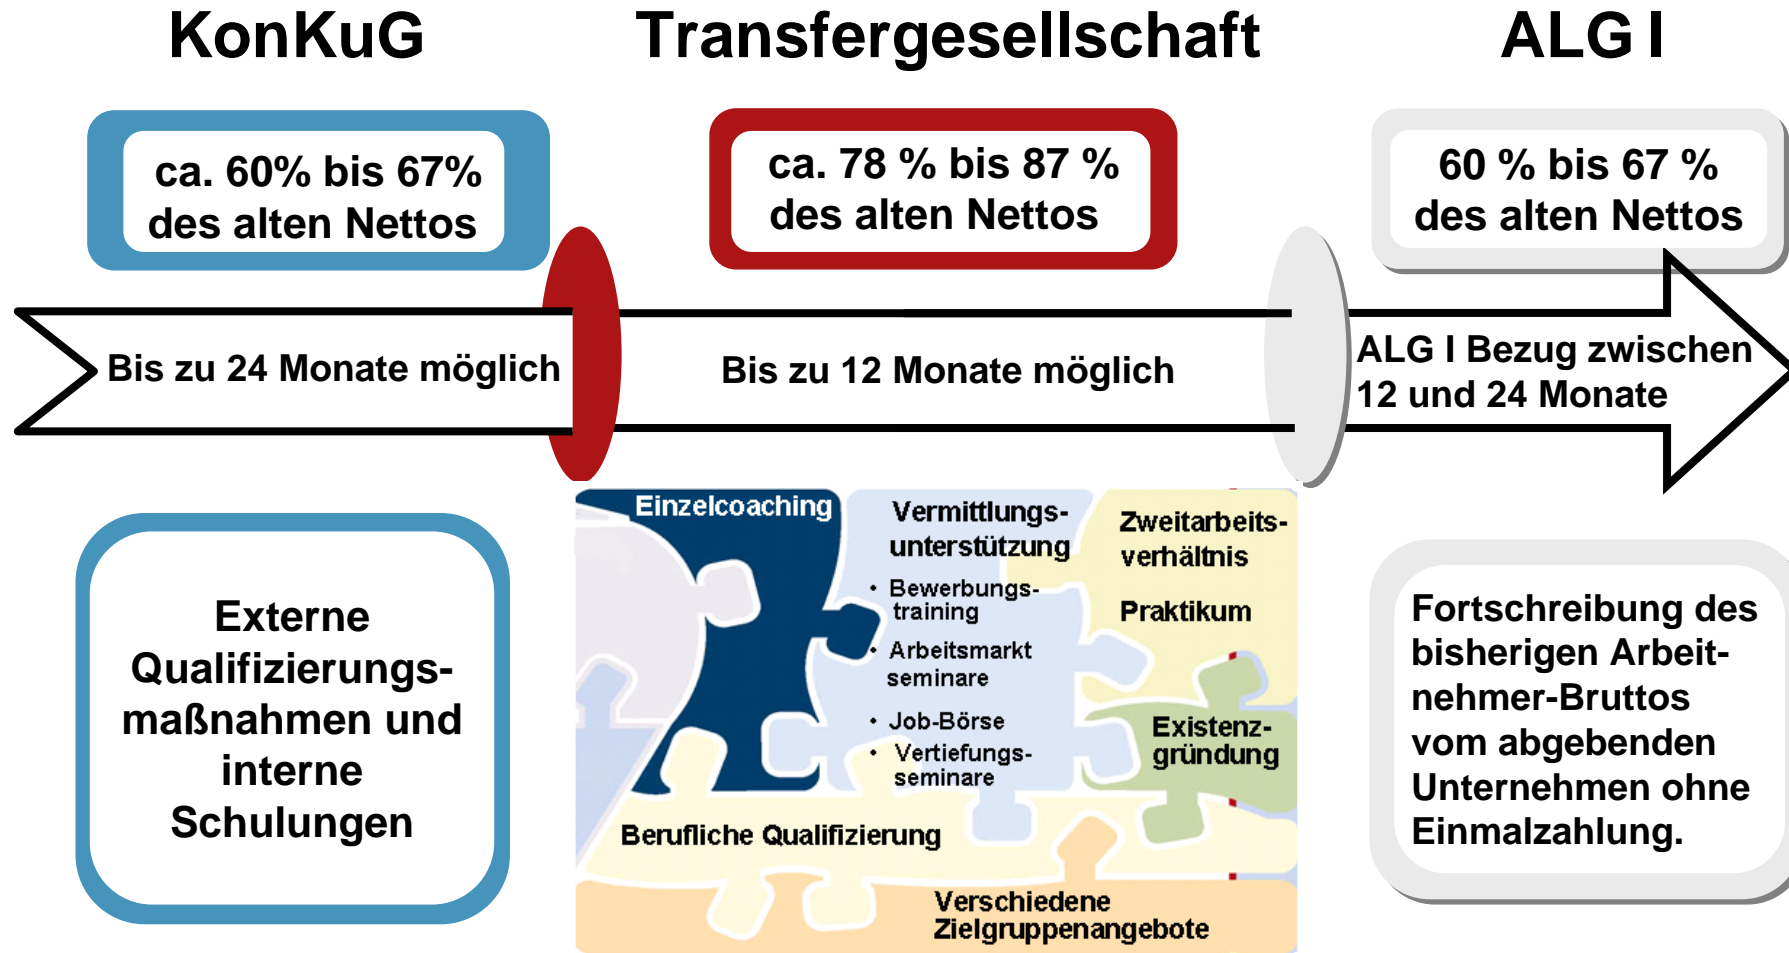 KonKuG
Transfergesellschaft
ALG I
ca. 60% bis 67%
des alten Nettos
ca. 78 % bis 87 %
des alten Nettos
60 % bis 67 %
des alten Nettos
Bis zu 24 Monate möglich
Bis zu 12 Monate möglich
ALG I Bezug zwischen
12 und 24 Monate
Externe
Qualifizierungs-
maßnahmen und
interne
Schulungen
Einzelcoaching
Vermittlungs-
unterstützung
• Bewerbungs-
training
• Arbeitsmarkt
seminare
• Job-Börse
• Vertiefungs-
seminare
Zweitarbeits-
verhältnis
Praktikum
Existenz-
gründung
Berufliche Qualifizierung
Verschiedene
Zielgruppenangebote
Fortschreibung des
bisherigen Arbeit-
nehmer-Bruttos
vom abgebenden
Unternehmen ohne
Einmalzahlung.